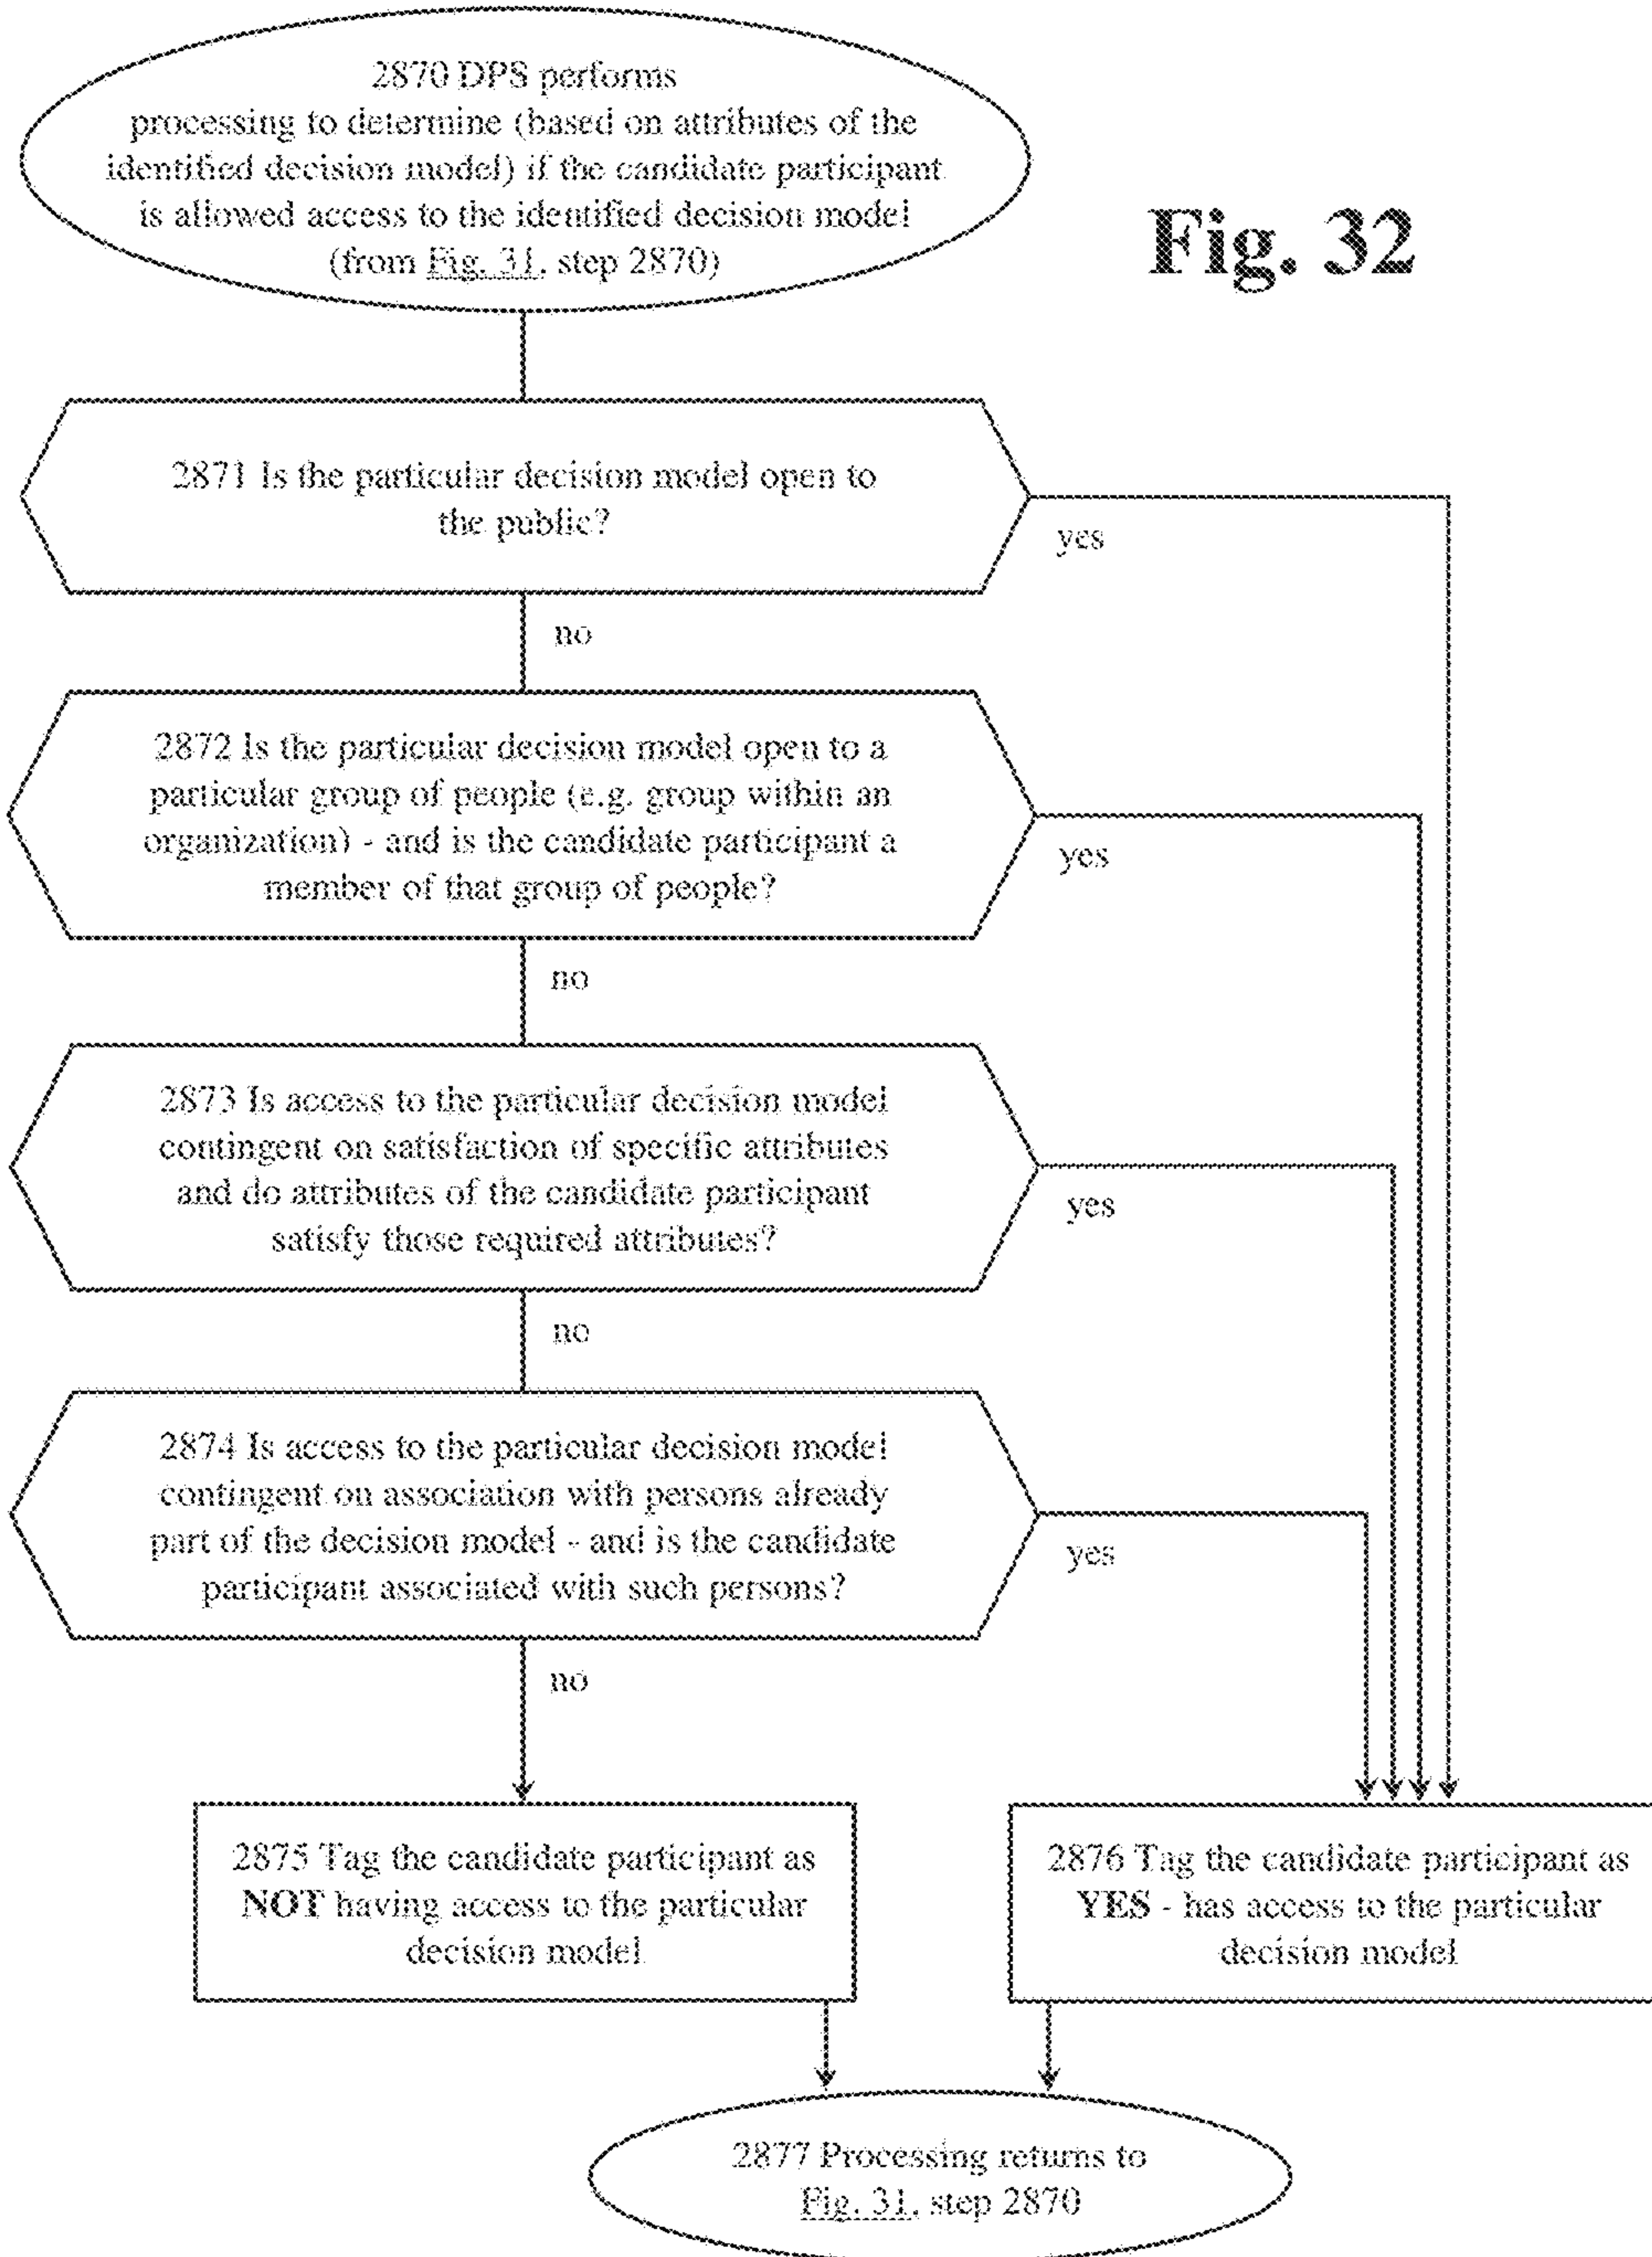 2870 DPS performs
processing to determine (based on attributes of the
identified decision model) if the candidate participant
is allowed access to the identified decision model
(from Fig. 31, step 2870)
Fig. 32
2871 Is the particular decision model open to
the public?
yes
no
2872 Is the particular decision model open to a
particular group of people (e.g. group within an
organization) - and is the candidate participant a
member of that group of people?
yes
no
2873 Is access to the particular decision model
contingent on satisfaction of specific attributes
and do attributes of the candidate participant
satisfy those required attributes?
yes
no
2874 Is access to the particular decision model
contingent on association with persons already
part of the decision model - and is the candidate
participant associated with such persons?
yes
no
2875 Tag the candidate participant as
NOT having access to the particular
decision model
2876 Tag the candidate participant as
YES - has access to the particular
decision model
2877 Processing returns to
Fig. 31, step 2870